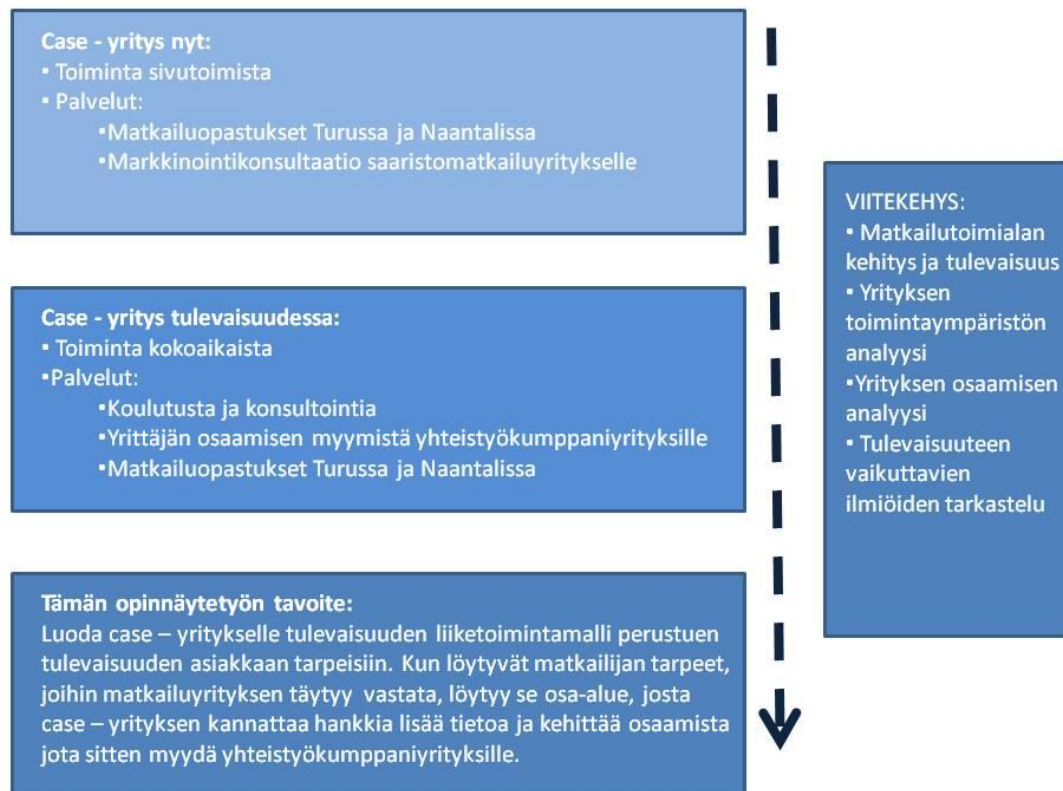 Case - yritys nyt:
• Toiminta sivutoimista
• Palvelut:
•Matkailuopastukset Turussa ja Naantalissa
•Markkinointikonsultaatio saaristomatkailuyritykselle
Case - yritys tulevaisuudessa:
• Toiminta kokoaikaista
•Palvelut:
•Koulutusta ja konsultointia
•Yrittäjän osaamisen myymistä yhteistyökumppaniyrityksille
•Matkailuopastukset Turussa ja Naantalissa
Tämän opinnäytetyön tavoite:
Luoda case – yritykselle tulevaisuuden liiketoimintamalli perustuen
tulevaisuuden asiakkaan tarpeisiin. Kun löytyvät matkailijan tarpeet,
joihin matkailuyrityksen täytyy vastata, löytyy se osa-alue, josta
case – yrityksen kannattaa hankkia lisää tietoa ja kehittää osaamista
jota sitten myydä yhteistyökumppaniyrityksille.
VIITEKEHYS:
• Matkailutoimialan
kehitys ja tulevaisuus
• Yrityksen
toimintaympäristön
analyysi
•Yrityksen osaamisen
analyysi
• Tulevaisuuteen
vaikuttavien
ilmiöiden tarkastelu